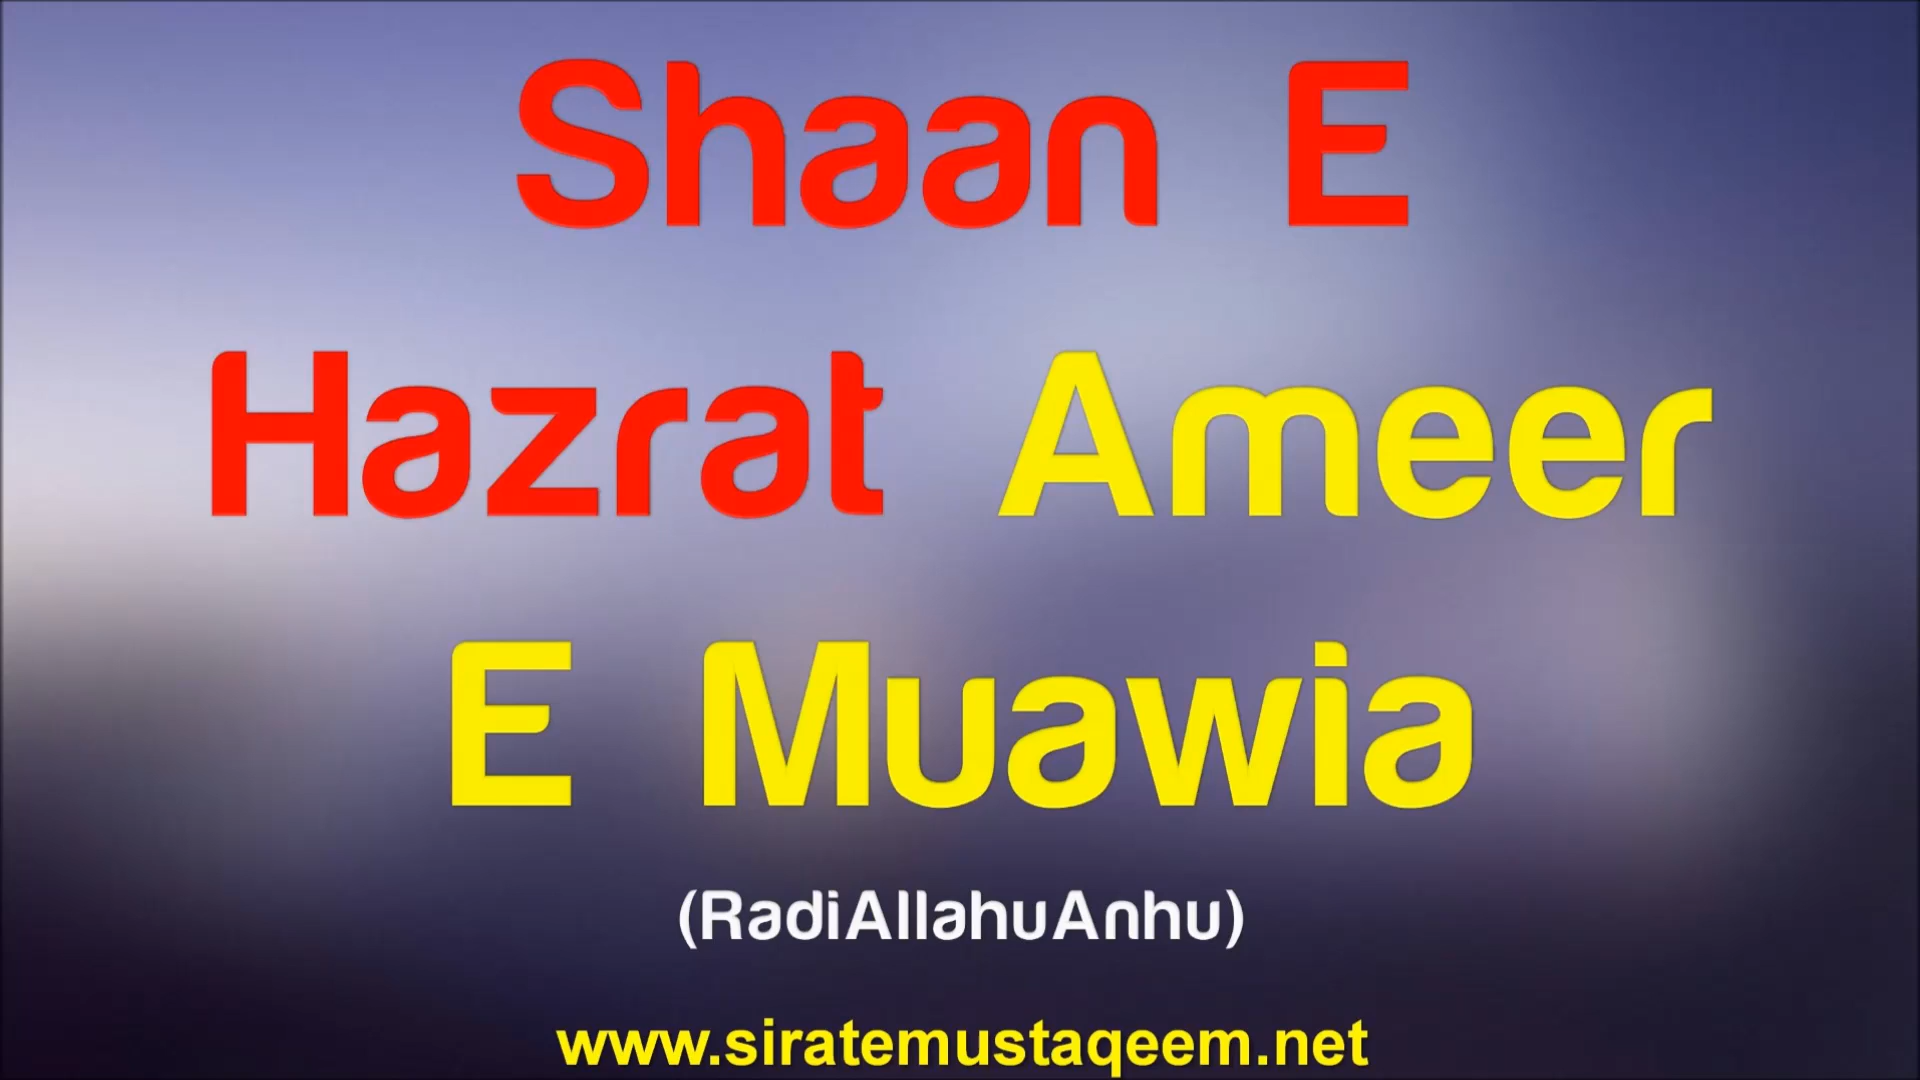 Shaan E
Hazrat Ameer
E Muawia
(RadiAllahuAnhu)
www.siratemustaqeem.net